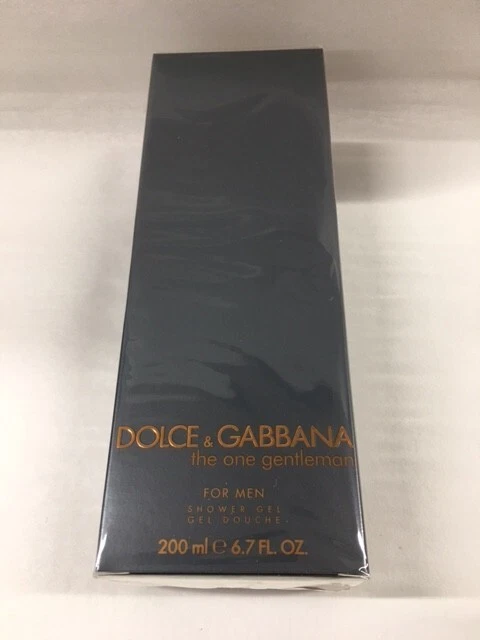 DOLCE & GABBANA
the one gentleman
FOR MEN
SHOWER GEL
GEL DOUCHE
200 ml ℮ 6.7 FL. OZ.